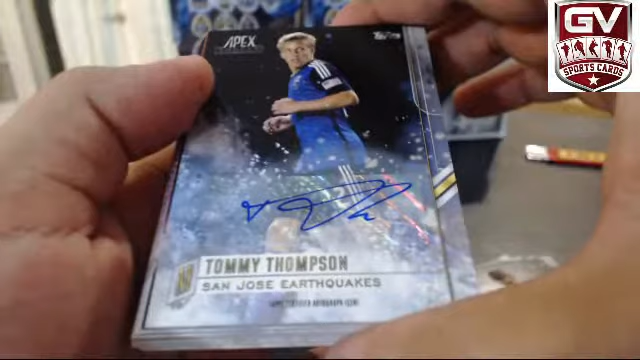 GV
SPORTS CARDS
APEX
Topps
TOMMY THOMPSON
SAN JOSE EARTHQUAKES